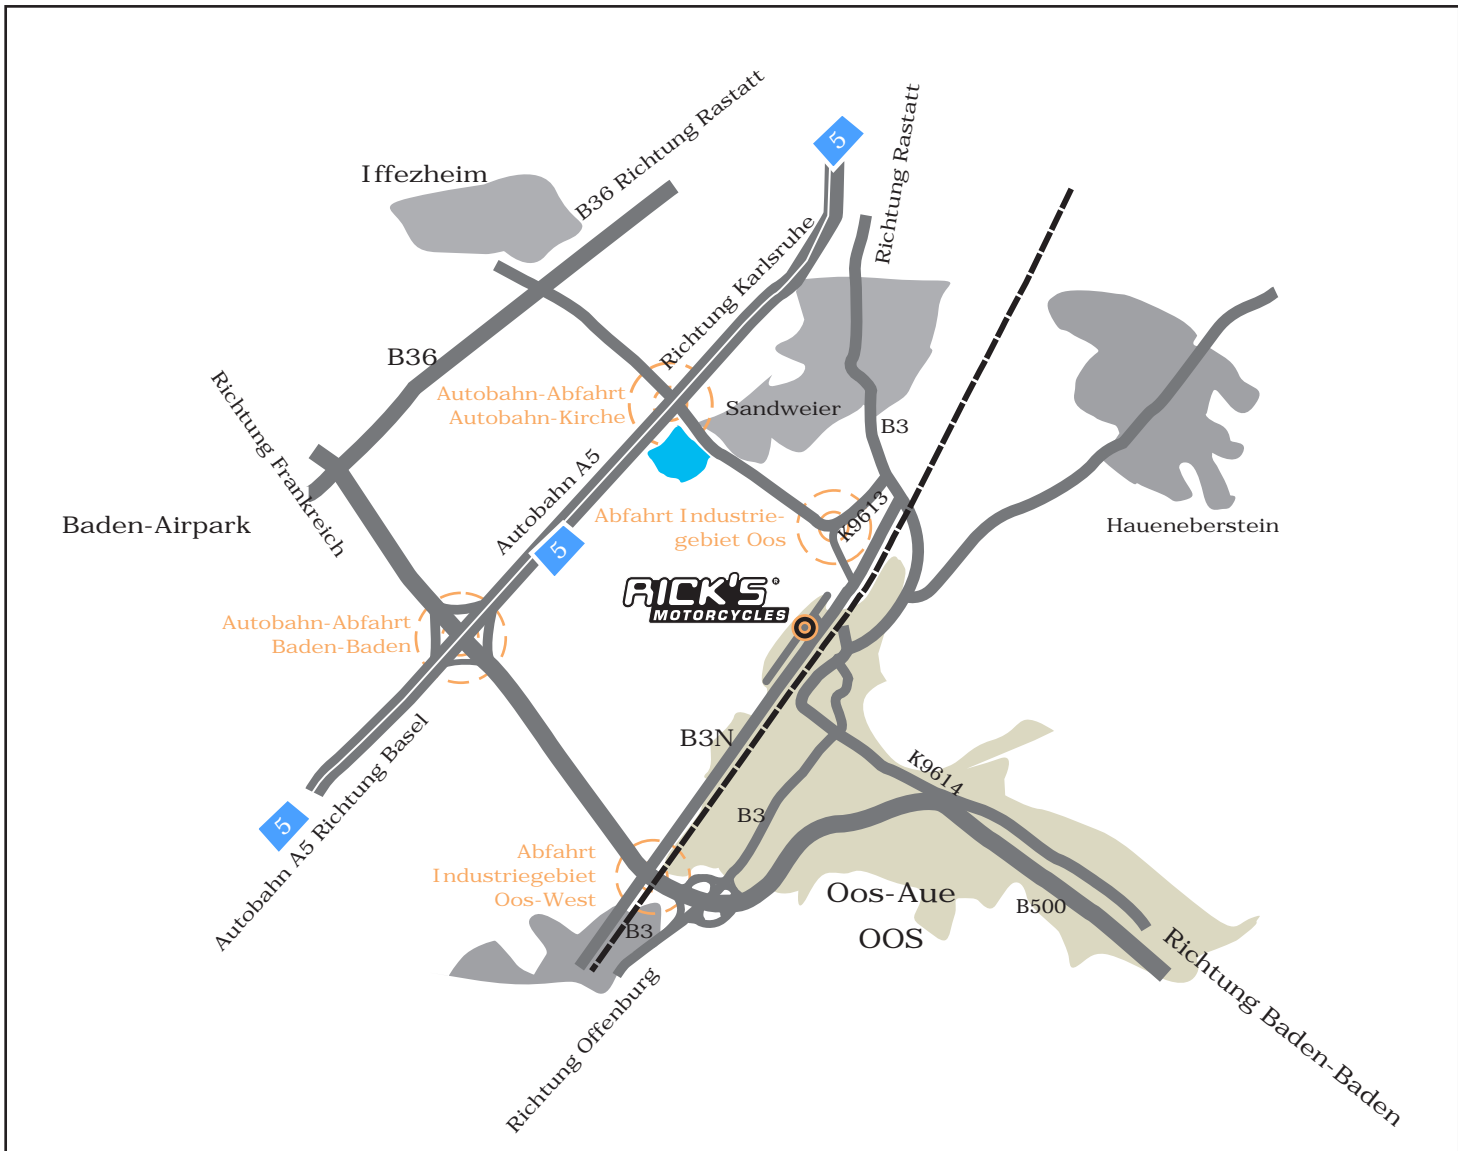 B36 Richtung Rastatt
5
Richtung Rastatt
Iffezheim
Richtung Karlsruhe
B36
Richtung Frankreich
Autobahn-Abfahrt
Autobahn-Kirche
Sandweier
B3
Autobahn A5
5
Baden-Airpark
Abfahrt Industrie-
gebiet Oos
K9613
Haueneberstein
RICK'S ®
MOTORCYCLES
Autobahn-Abfahrt
Baden-Baden
B3N
K9614
Autobahn A5 Richtung Basel
5
B3
Abfahrt
Industriegebiet
Oos-West
Oos-Aue
OOS
B500
B3
Richtung Offenburg
Richtung Baden-Baden